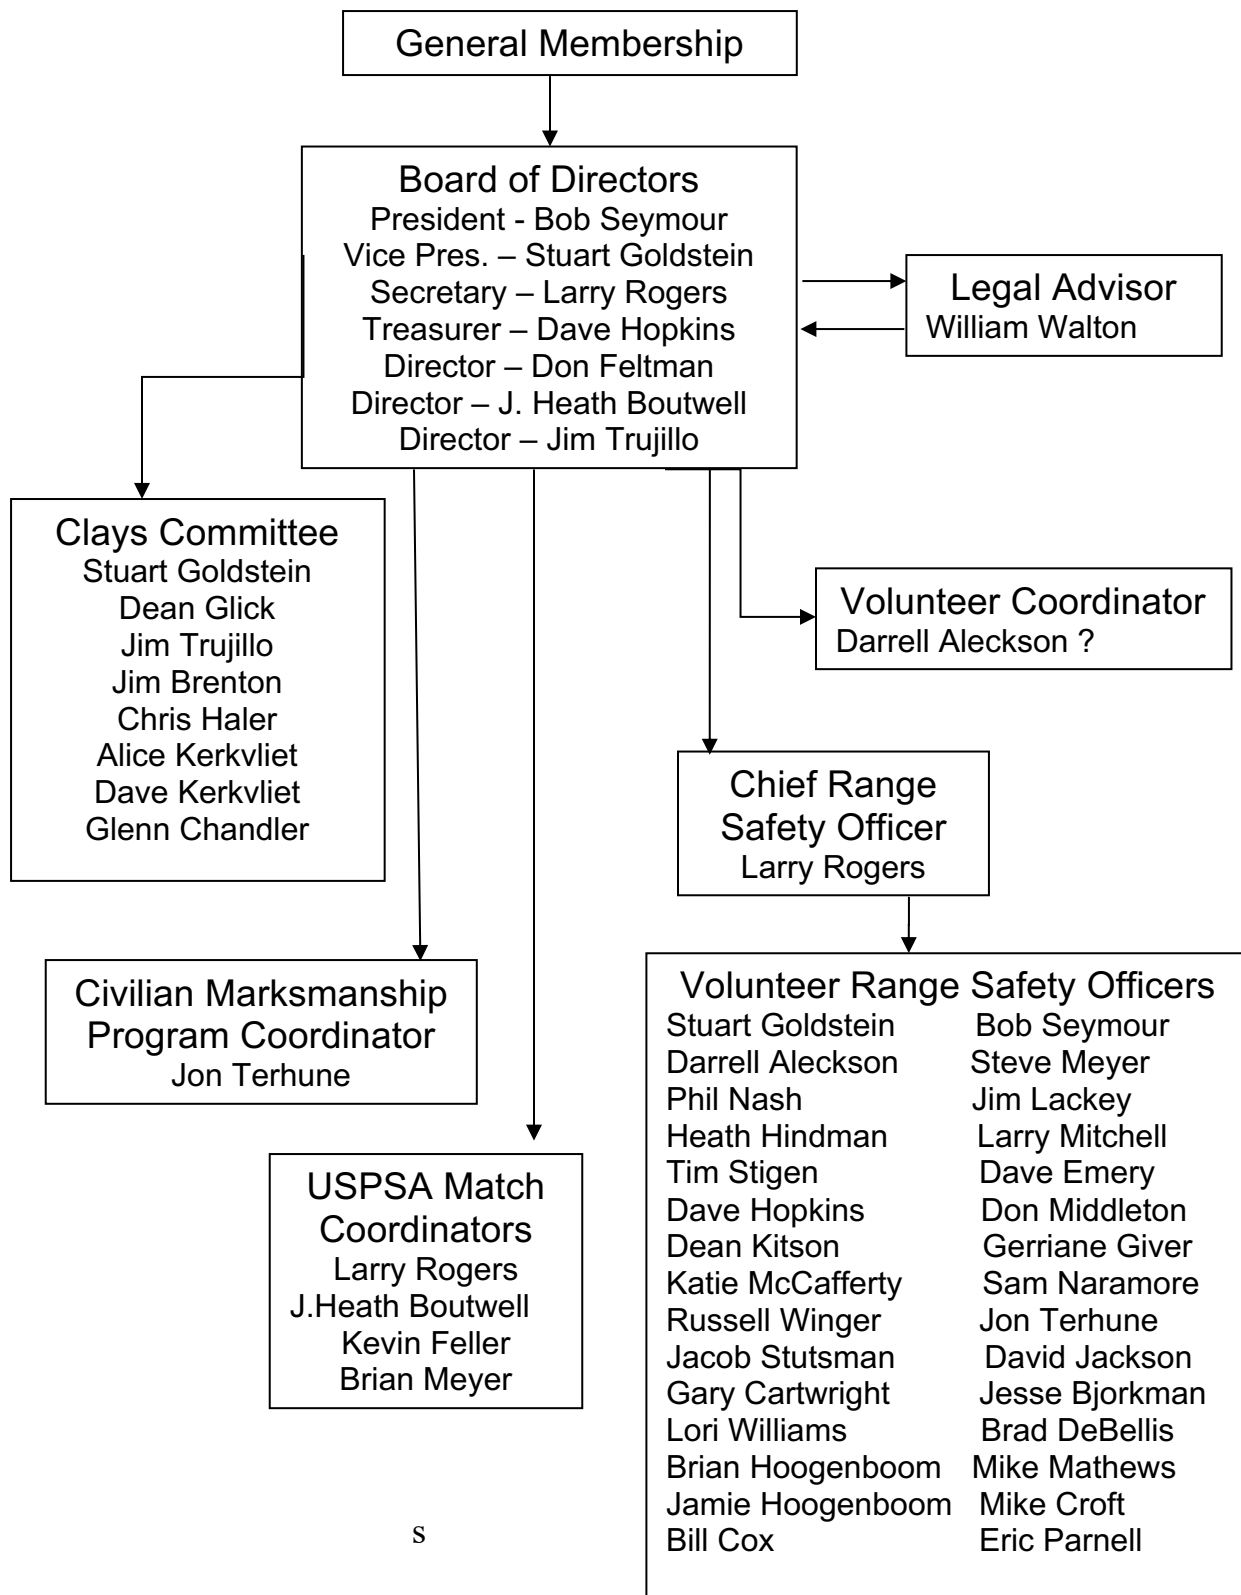 General Membership
Board of Directors
President - Bob Seymour
Vice Pres. – Stuart Goldstein
Secretary – Larry Rogers
Treasurer – Dave Hopkins
Director – Don Feltman
Director – J. Heath Boutwell
Director – Jim Trujillo
Legal Advisor
William Walton
Clays Committee
Stuart Goldstein
Dean Glick
Jim Trujillo
Jim Brenton
Chris Haler
Alice Kerkvliet
Dave Kerkvliet
Glenn Chandler
Volunteer Coordinator
Darrell Aleckson ?
Chief Range
Safety Officer
Larry Rogers
Civilian Marksmanship
Program Coordinator
Jon Terhune
USPSA Match
Coordinators
Larry Rogers
J.Heath Boutwell
Kevin Feller
Brian Meyer
Volunteer Range Safety Officers
Stuart Goldstein Bob Seymour
Darrell Aleckson Steve Meyer
Phil Nash Jim Lackey
Heath Hindman Larry Mitchell
Tim Stigen Dave Emery
Dave Hopkins Don Middleton
Dean Kitson Gerriane Giver
Katie McCafferty Sam Naramore
Russell Winger Jon Terhune
Jacob Stutsman David Jackson
Gary Cartwright Jesse Bjorkman
Lori Williams Brad DeBellis
Brian Hoogenboom Mike Mathews
Jamie Hoogenboom Mike Croft
Bill Cox Eric Parnell
s